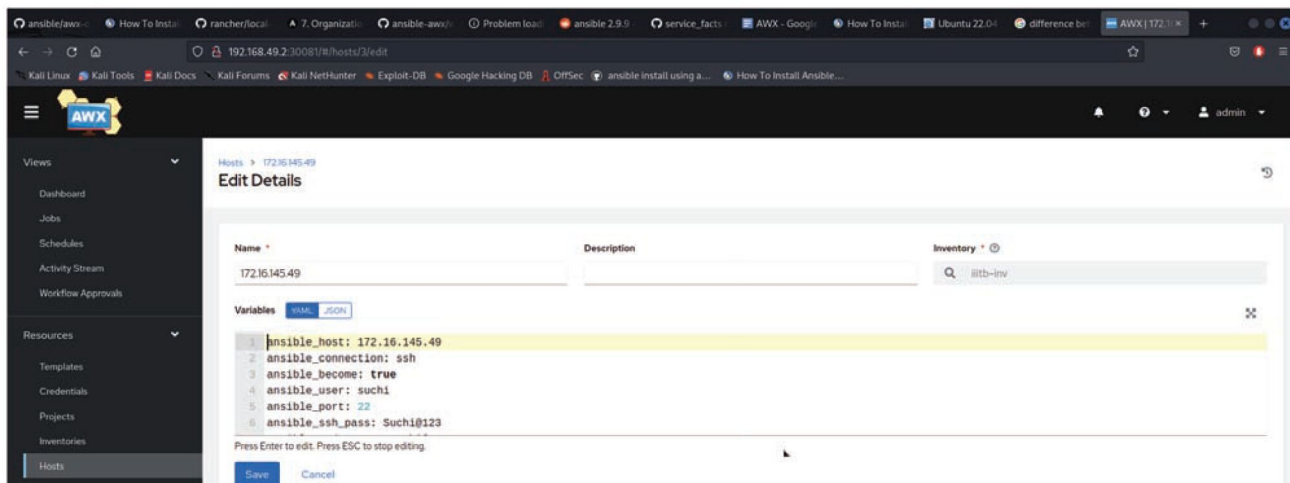 ansible/awx-o How To Instal rancher/local- 7. Organizatio ansible-awx/ Problem load ansible 2.9.9 service_facts AWX - Googl How To Instal Ubuntu 22.04 difference bet AWX | 172.1 × +
192.168.49.2:30081/#/hosts/3/edit
Kali Linux Kali Tools Kali Docs Kali Forums Kali NetHunter Exploit-DB Google Hacking DB OffSec ansible install using a... How To Install Ansible...
AWX admin
Views
Dashboard
Jobs
Schedules
Activity Stream
Workflow Approvals
Resources
Templates
Credentials
Projects
Inventories
Hosts
Hosts > 172.16.145.49
Edit Details
Name * Description Inventory *
172.16.145.49 iiitb-inv
Variables YAML JSON
1 ansible_host: 172.16.145.49
2 ansible_connection: ssh
3 ansible_become: true
4 ansible_user: suchi
5 ansible_port: 22
6 ansible_ssh_pass: Suchi@123
Press Enter to edit. Press ESC to stop editing.
Save Cancel